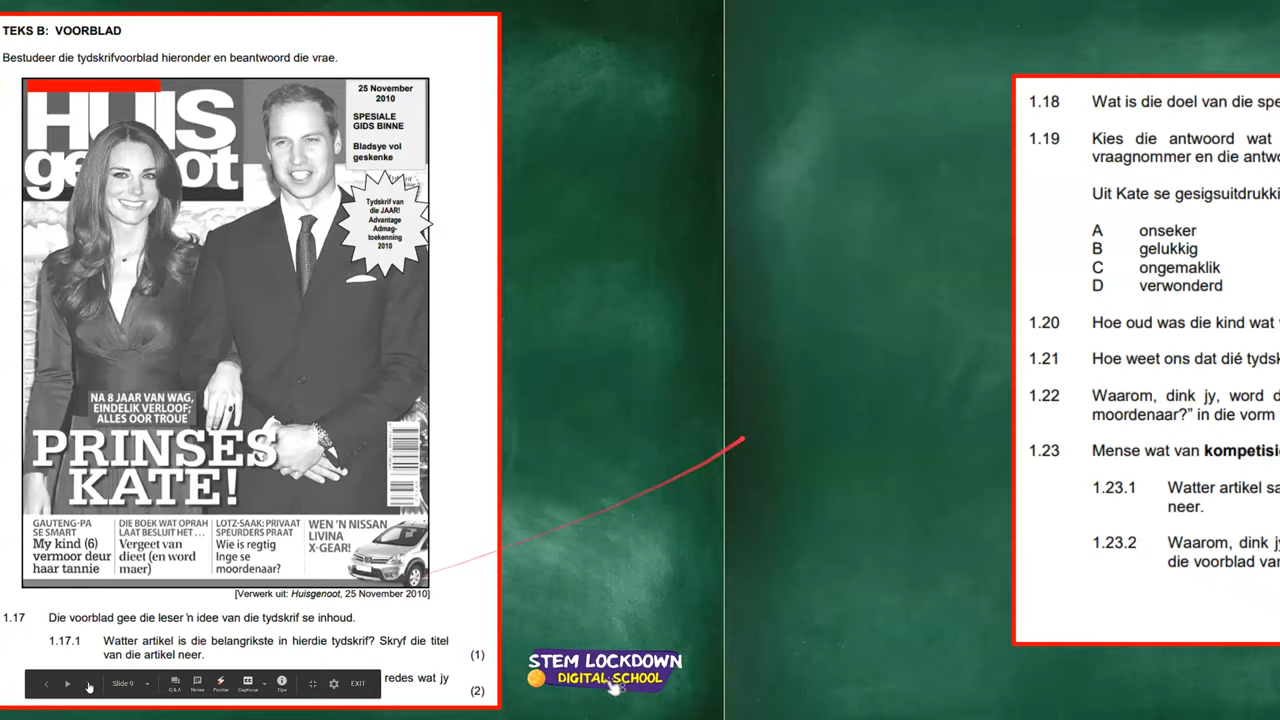 TEKS B: VOORBLAD
Bestudeer die tydskrifvoorblad hieronder en beantwoord die vrae.
HUIS
genoot
25 November
2010
SPESIALE
GIDS BINNE
Bladsye vol
geskenke
Tydskrif van
die JAAR!
Advantage
Admag-
toekenning
2010
NA 8 JAAR VAN WAG,
EINDELIK VERLOOF;
ALLES OOR TROUE
PRINSES
KATE!
GAUTENG-PA
SE SMART
My kind (6)
vermoor deur
haar tannie
DIE BOEK WAT OPRAH
LAAT BESLUIT HET ...
Vergeet van
dieet (en word
maer)
LOTZ-SAAK: PRIVAAT
SPEURDERS PRAAT
Wie is regtig
Inge se
moordenaar?
WEN 'N NISSAN
LIVINA
X-GEAR!
[Verwerk uit: Huisgenoot, 25 November 2010]
1.17 Die voorblad gee die leser 'n idee van die tydskrif se inhoud.
1.17.1 Watter artikel is die belangrikste in hierdie tydskrif? Skryf die titel
van die artikel neer. (1)
redes wat jy
(2)
Slide 9
Q & A
Notes
Pointer
Captions
Tips
EXIT
STEM LOCKDOWN
DIGITAL SCHOOL
1.18 Wat is die doel van die spe
1.19 Kies die antwoord wat
vraagnommer en die antwo
Uit Kate se gesigsuitdrukki
A onseker
B gelukkig
C ongemaklik
D verwonderd
1.20 Hoe oud was die kind wat
1.21 Hoe weet ons dat dié tydsk
1.22 Waarom, dink jy, word d
moordenaar?" in die vorm
1.23 Mense wat van kompetisi
1.23.1 Watter artikel sa
neer.
1.23.2 Waarom, dink jy
die voorblad van